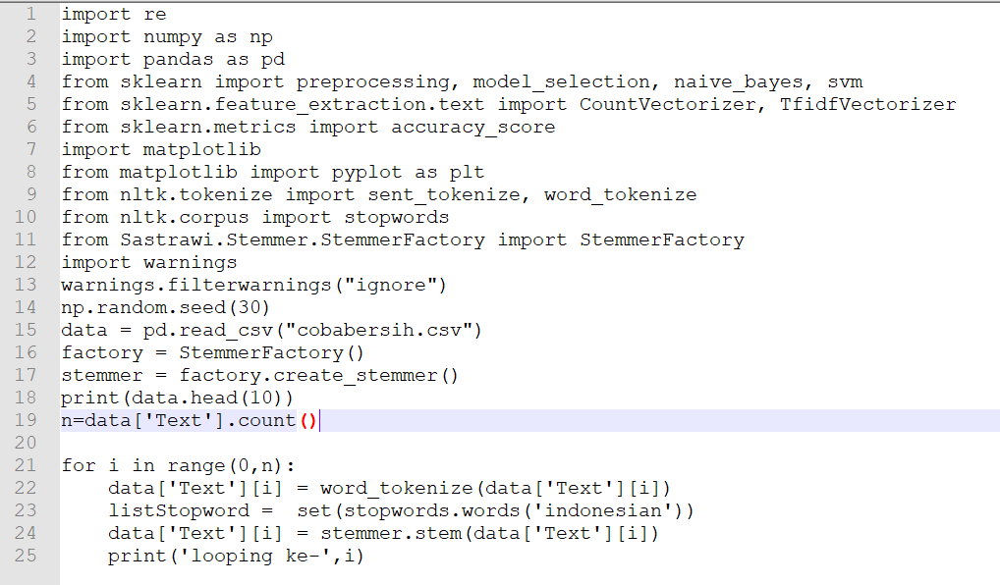 1 import re
2 import numpy as np
3 import pandas as pd
4 from sklearn import preprocessing, model_selection, naive_bayes, svm
5 from sklearn.feature_extraction.text import CountVectorizer, TfidfVectorizer
6 from sklearn.metrics import accuracy_score
7 import matplotlib
8 from matplotlib import pyplot as plt
9 from nltk.tokenize import sent_tokenize, word_tokenize
10 from nltk.corpus import stopwords
11 from Sastrawi.Stemmer.StemmerFactory import StemmerFactory
12 import warnings
13 warnings.filterwarnings("ignore")
14 np.random.seed(30)
15 data = pd.read_csv("cobabersih.csv")
16 factory = StemmerFactory()
17 stemmer = factory.create_stemmer()
18 print(data.head(10))
19 n=data['Text'].count()
20
21 for i in range(0,n):
22     data['Text'][i] = word_tokenize(data['Text'][i])
23     listStopword =  set(stopwords.words('indonesian'))
24     data['Text'][i] = stemmer.stem(data['Text'][i])
25     print('looping ke-',i)